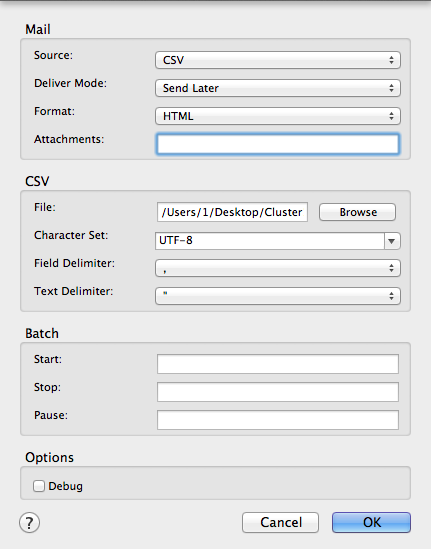 Mail
Source: CSV
Deliver Mode: Send Later
Format: HTML
Attachments:
CSV
File: /Users/1/Desktop/Cluster Browse
Character Set: UTF-8
Field Delimiter: ,
Text Delimiter: "
Batch
Start:
Stop:
Pause:
Options
Debug
? Cancel OK